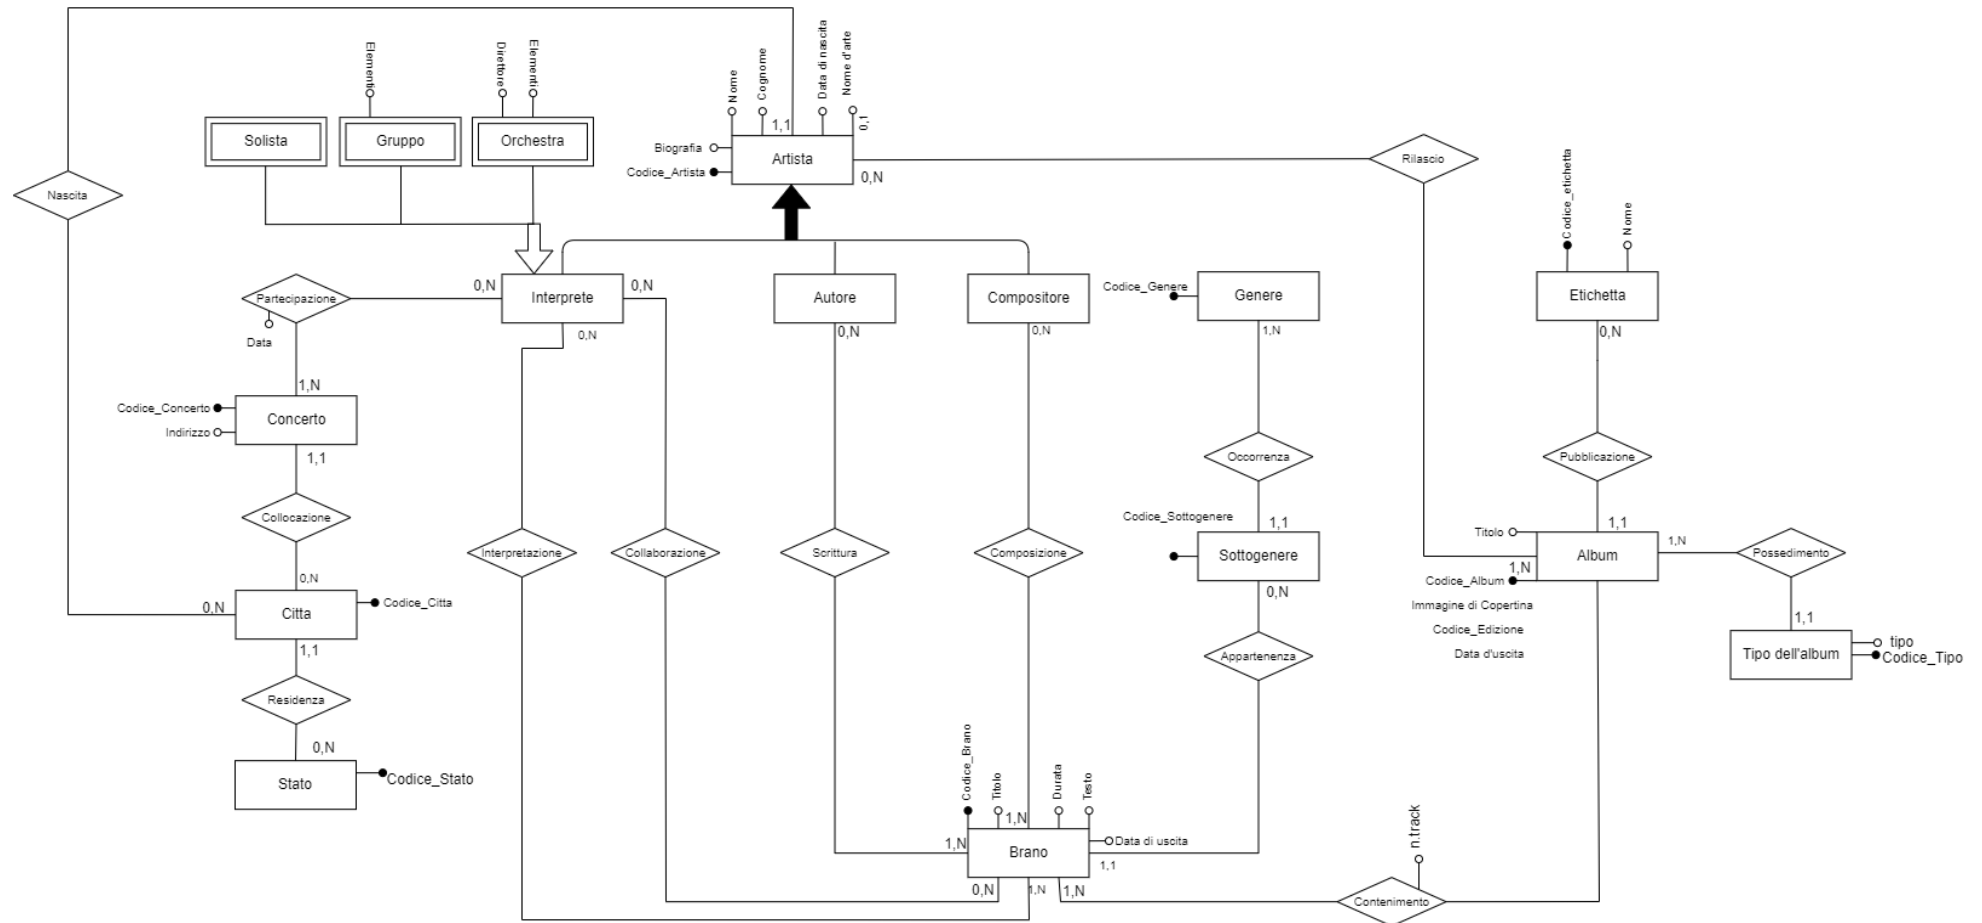 Elementi
Direttore
Elementi
Nome
Cognome
Data di nascita
Nome d'arte
0,1
1,1
Solista
Gruppo
Orchestra
Biografia
Artista
Codice_Artista
0,N
Rilascio
Nascita
Codice_etichetta
Nome
0,N
Interprete
0,N
0,N
Partecipazione
Data
Autore
0,N
Compositore
0,N
Codice_Genere
Genere
1,N
Etichetta
0,N
1,N
Codice_Concerto
Concerto
Indirizzo
1,1
Occorrenza
Pubblicazione
Collocazione
Codice_Sottogenere
1,1
1,1
Titolo
Interpretazione
Collaborazione
Scrittura
Composizione
Sottogenere
Album
1,N
Possedimento
0,N
0,N
1,N
Codice_Album
Immagine di Copertina
Codice_Edizione
Data d'uscita
0,N
Citta
Codice_Citta
1,1
1,1
Appartenenza
Tipo dell'album
tipo
Codice_Tipo
Residenza
0,N
Stato
Codice_Stato
Codice_Brano
Titolo
Durata
Testo
1,N
1,N
Brano
Data di uscita
1,1
n.track
0,N
1,N
1,N
Contenimento